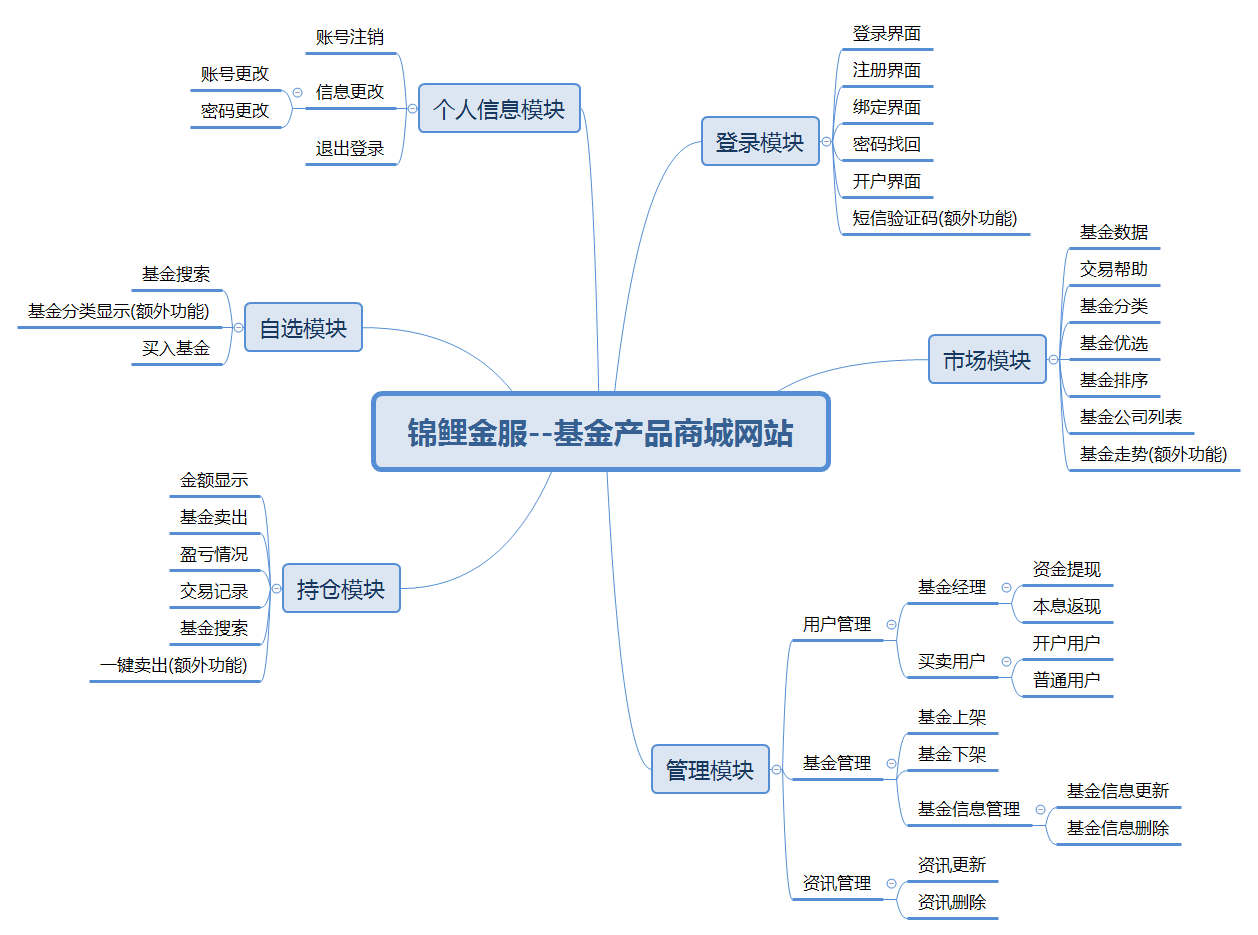 锦鲤金服--基金产品商城网站
个人信息模块
账号注销
信息更改
账号更改
密码更改
退出登录
自选模块
基金搜索
基金分类显示(额外功能)
买入基金
持仓模块
金额显示
基金卖出
盈亏情况
交易记录
基金搜索
一键卖出(额外功能)
登录模块
登录界面
注册界面
绑定界面
密码找回
开户界面
短信验证码(额外功能)
市场模块
基金数据
交易帮助
基金分类
基金优选
基金排序
基金公司列表
基金走势(额外功能)
管理模块
用户管理
基金经理
资金提现
本息返现
买卖用户
开户用户
普通用户
基金管理
基金上架
基金下架
基金信息管理
基金信息更新
基金信息删除
资讯管理
资讯更新
资讯删除